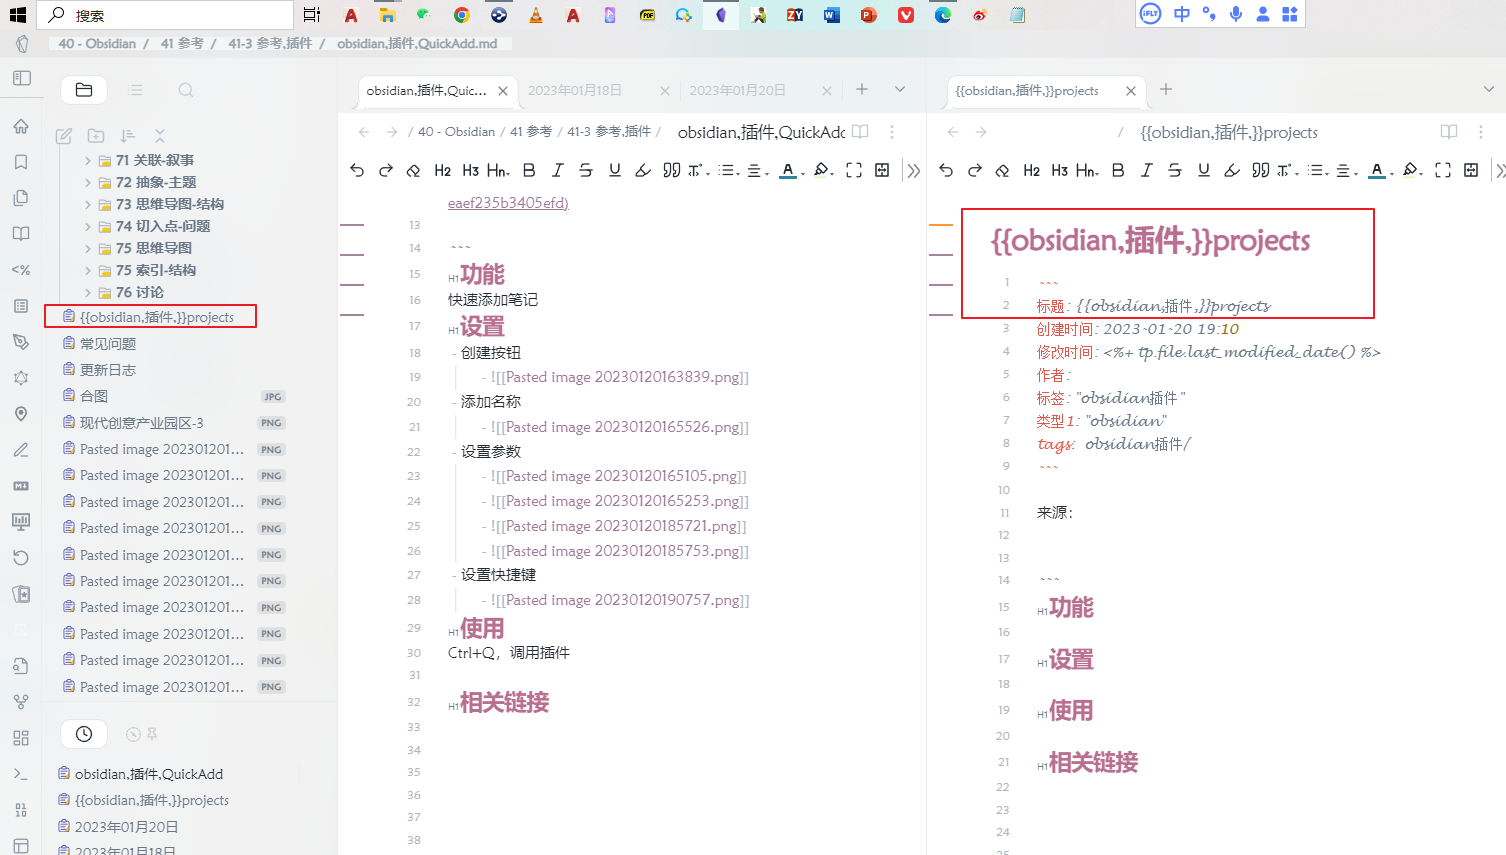 搜索
中
40 - Obsidian / 41 参考 / 41-3 参考,插件 / obsidian,插件,QuickAdd.md
71 关联-叙事
72 抽象-主题
73 思维导图-结构
74 切入点-问题
75 思维导图
75 索引-结构
76 讨论
{{obsidian,插件,}}projects
常见问题
更新日志
合图 JPG
现代创意产业园区-3 PNG
Pasted image 202301201... PNG
Pasted image 202301201... PNG
Pasted image 202301201... PNG
Pasted image 202301201... PNG
Pasted image 202301201... PNG
Pasted image 202301201... PNG
Pasted image 202301201... PNG
Pasted image 202301201... PNG
Pasted image 202301201... PNG
Pasted image 202301201... PNG
obsidian,插件,QuickAdd
{{obsidian,插件,}}projects
2023年01月20日
2023年01月18日
obsidian,插件,Quic... 2023年01月18日 2023年01月20日
/ 40 - Obsidian / 41 参考 / 41-3 参考,插件 / obsidian,插件,QuickAdd
H2 H3 Hn B I S U
eaef235b3405efd)
13
14 ~~~
15 H1功能
16 快速添加笔记
17 H1设置
18 - 创建按钮
19 - ![[Pasted image 20230120163839.png]]
20 - 添加名称
21 - ![[Pasted image 20230120165526.png]]
22 - 设置参数
23 - ![[Pasted image 20230120165105.png]]
24 - ![[Pasted image 20230120165253.png]]
25 - ![[Pasted image 20230120185721.png]]
26 - ![[Pasted image 20230120185753.png]]
27 - 设置快捷键
28 - ![[Pasted image 20230120190757.png]]
29 H1使用
30 Ctrl+Q，调用插件
31
32 H1相关链接
33
34
35
36
37
38
{{obsidian,插件,}}projects
/ {{obsidian,插件,}}projects
H2 H3 Hn B I S U
{{obsidian,插件,}}projects
1 ~~~
2 标题: {{obsidian,插件,}}projects
3 创建时间: 2023-01-20 19:10
4 修改时间: <%+ tp.file.last_modified_date() %>
5 作者:
6 标签: "obsidian插件"
7 类型1: "obsidian"
8 tags: obsidian插件/
9 ~~~
10
11 来源:
12
13
14 ~~~
15 H1功能
16
17 H1设置
18
19 H1使用
20
21 H1相关链接
22
23
24
25